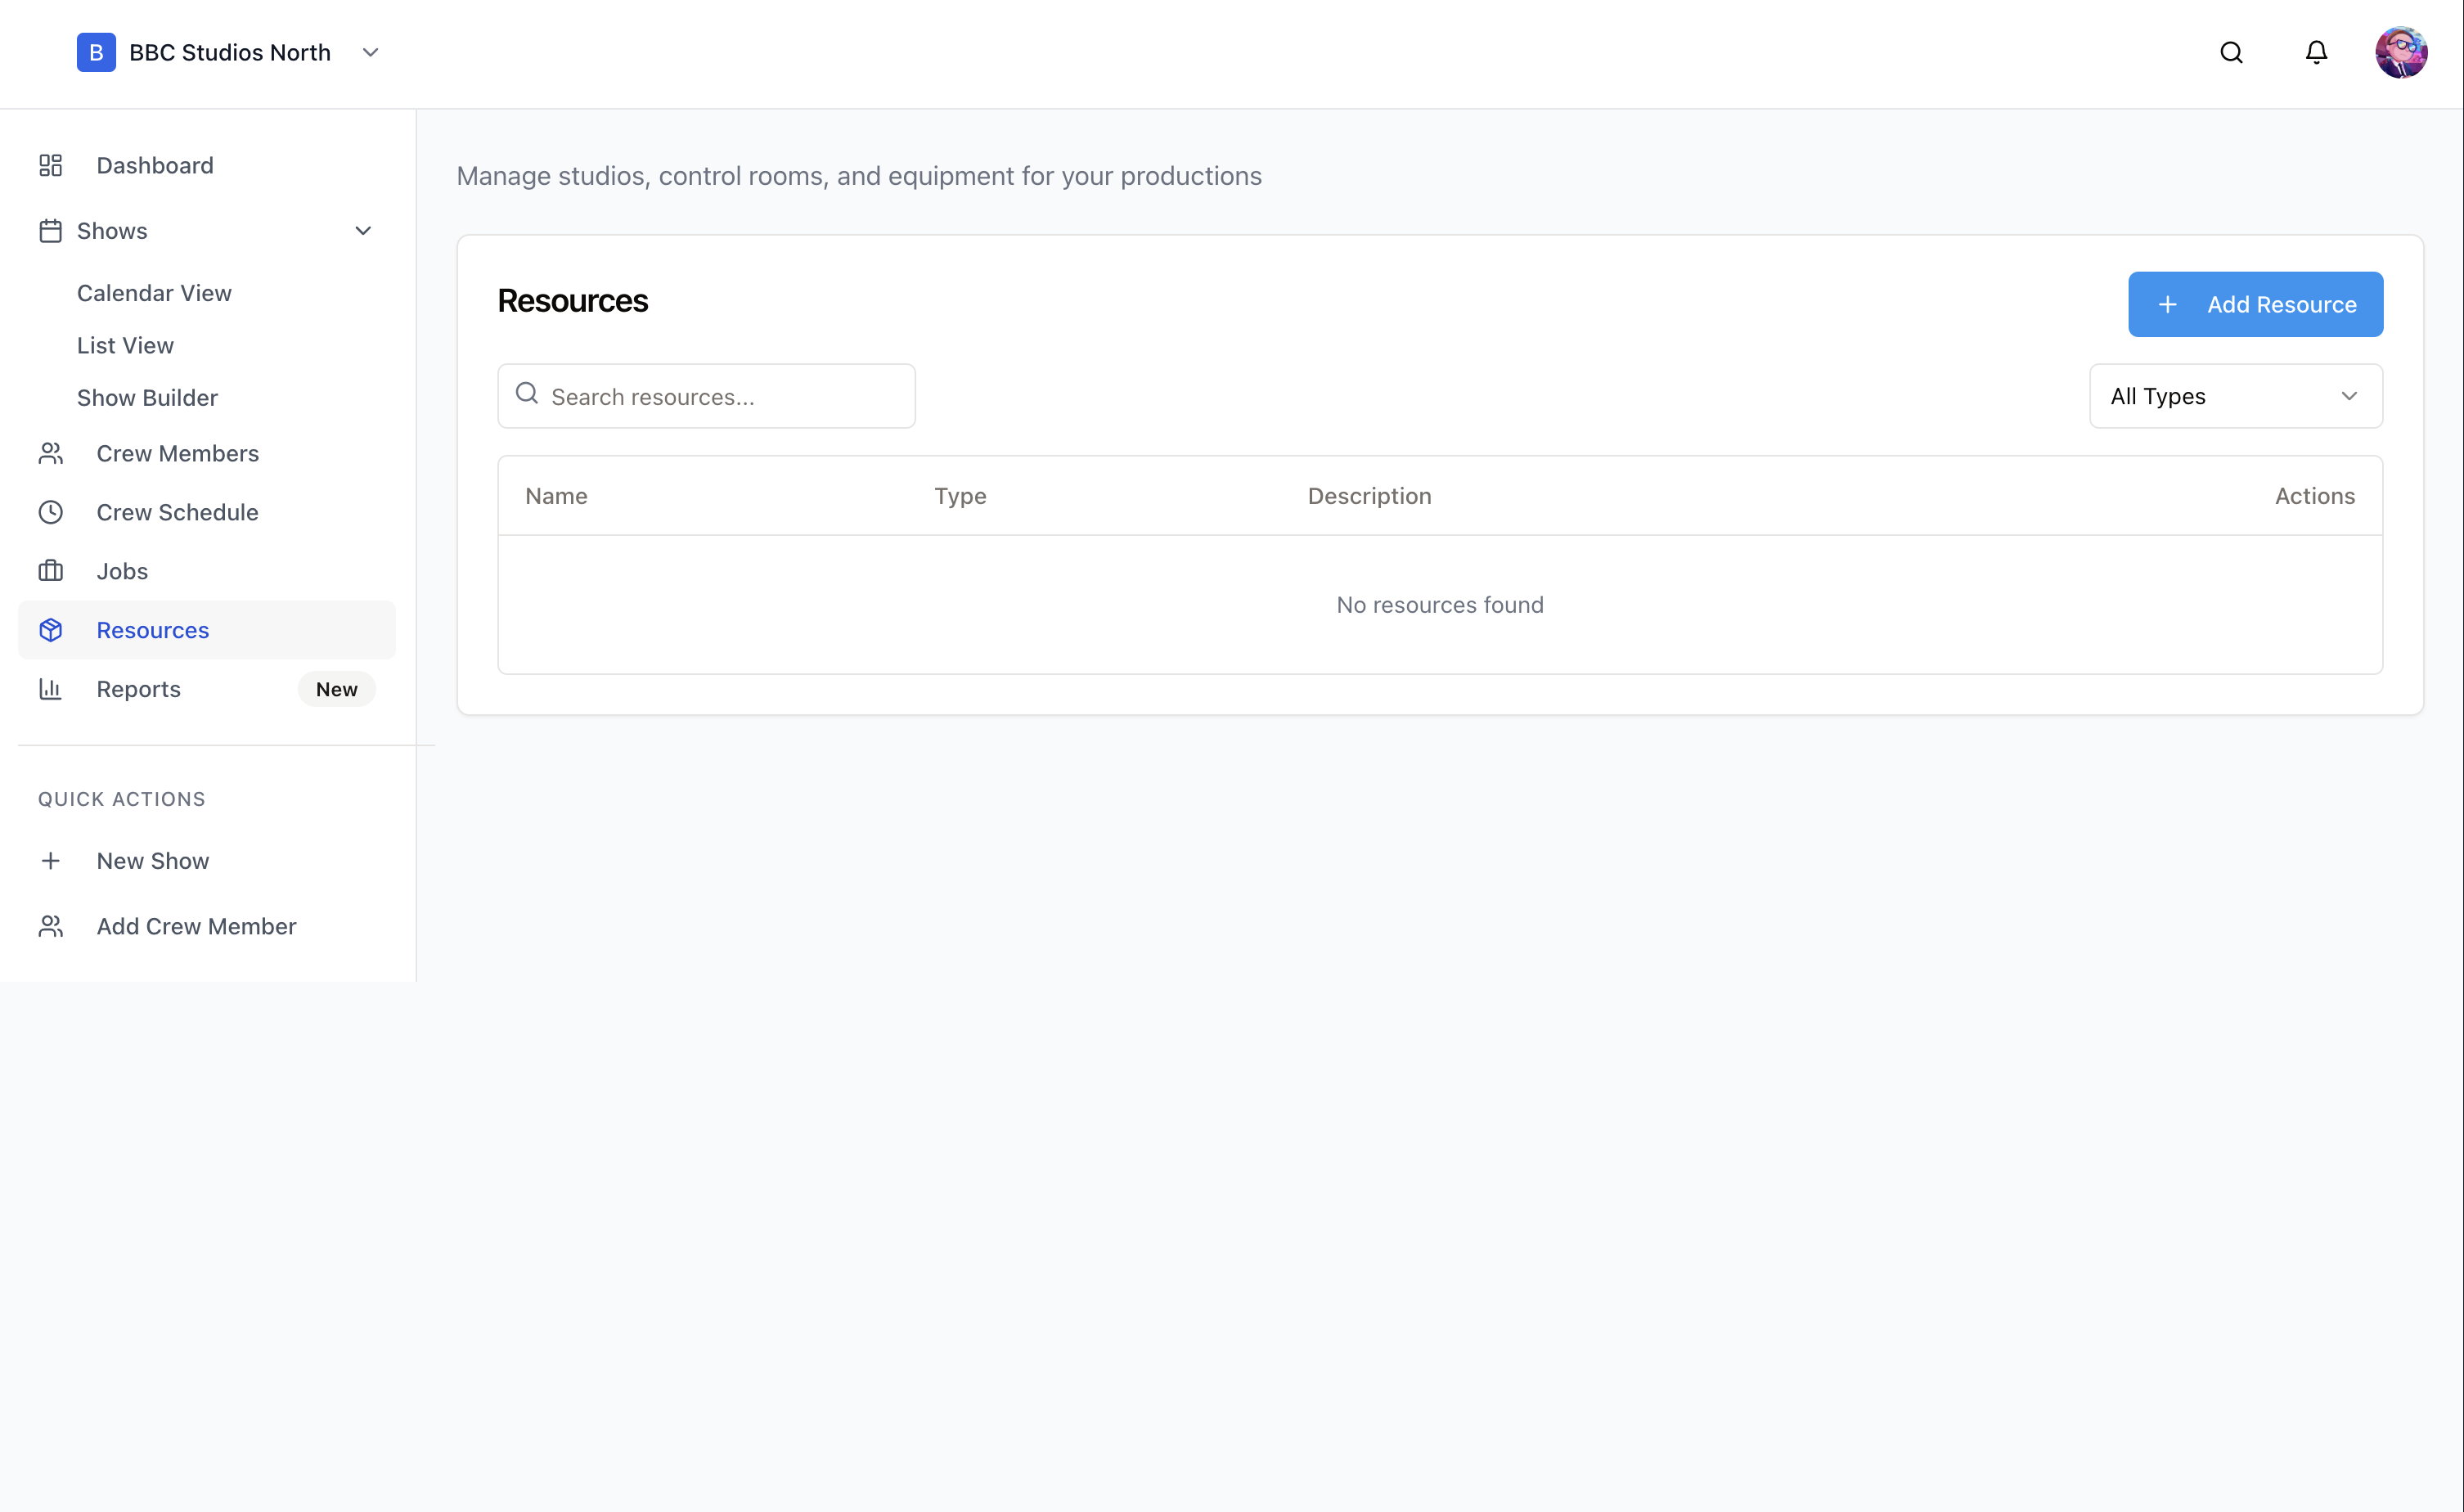 B BBC Studios North
Dashboard
Shows
Calendar View
List View
Show Builder
Crew Members
Crew Schedule
Jobs
Resources
Reports New
QUICK ACTIONS
New Show
Add Crew Member
Manage studios, control rooms, and equipment for your productions
Resources
Add Resource
Search resources...
All Types
Name Type Description Actions
No resources found